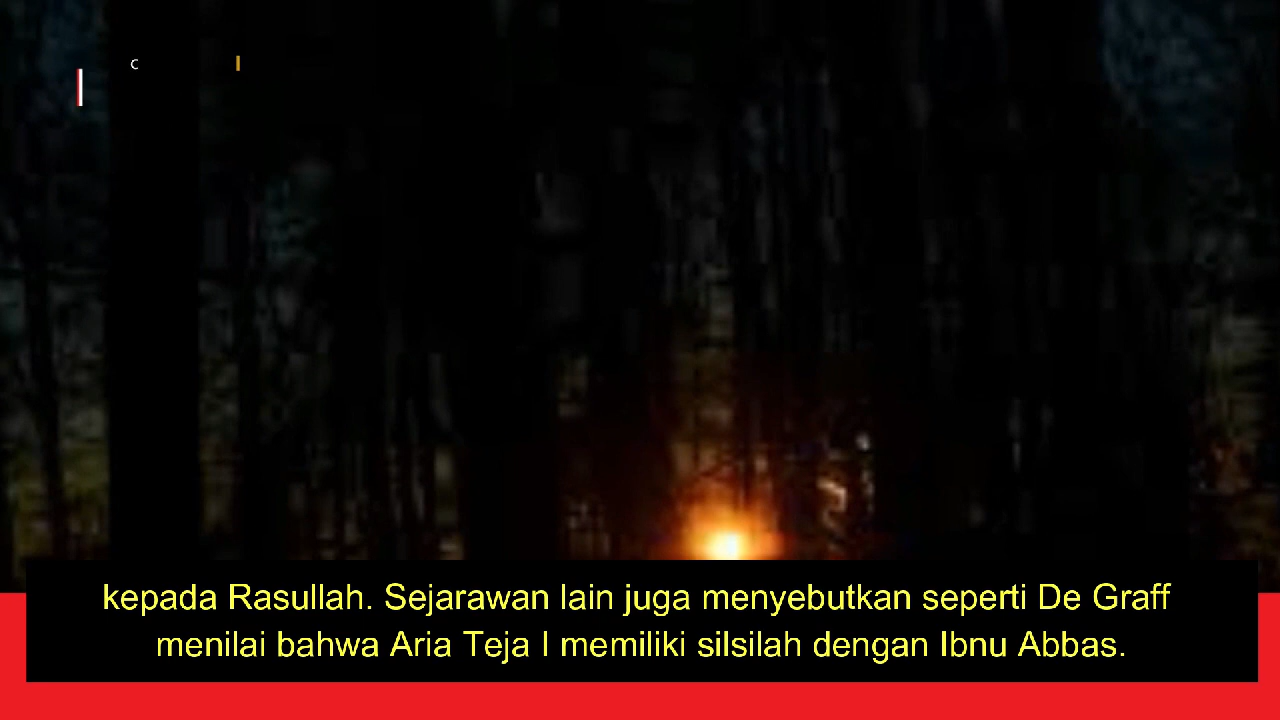 c
kepada Rasullah. Sejarawan lain juga menyebutkan seperti De Graff
menilai bahwa Aria Teja I memiliki silsilah dengan Ibnu Abbas.